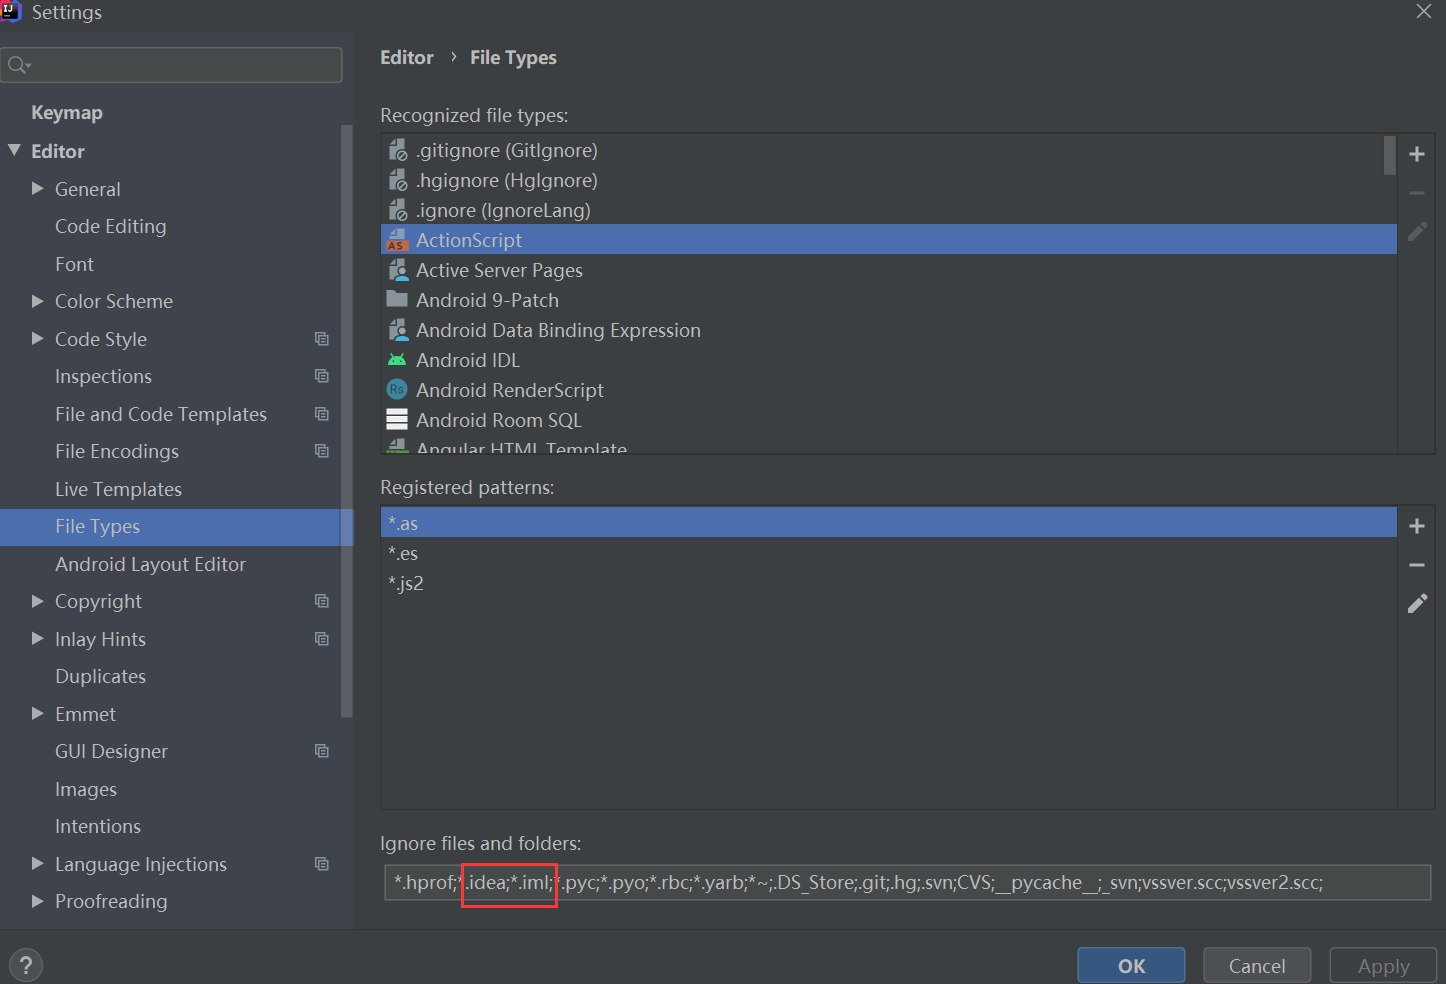 Settings
Keymap
Editor
General
Code Editing
Font
Color Scheme
Code Style
Inspections
File and Code Templates
File Encodings
Live Templates
File Types
Android Layout Editor
Copyright
Inlay Hints
Duplicates
Emmet
GUI Designer
Images
Intentions
Language Injections
Proofreading
Editor › File Types
Recognized file types:
.gitignore (GitIgnore)
.hgignore (HgIgnore)
.ignore (IgnoreLang)
ActionScript
Active Server Pages
Android 9-Patch
Android Data Binding Expression
Android IDL
Android RenderScript
Android Room SQL
Angular HTML Template
Registered patterns:
*.as
*.es
*.js2
Ignore files and folders:
*.hprof;*.idea;*.iml;*.pyc;*.pyo;*.rbc;*.yarb;*~;.DS_Store;.git;.hg;.svn;CVS;__pycache__;_svn;vssver.scc;vssver2.scc;
?
OK
Cancel
Apply